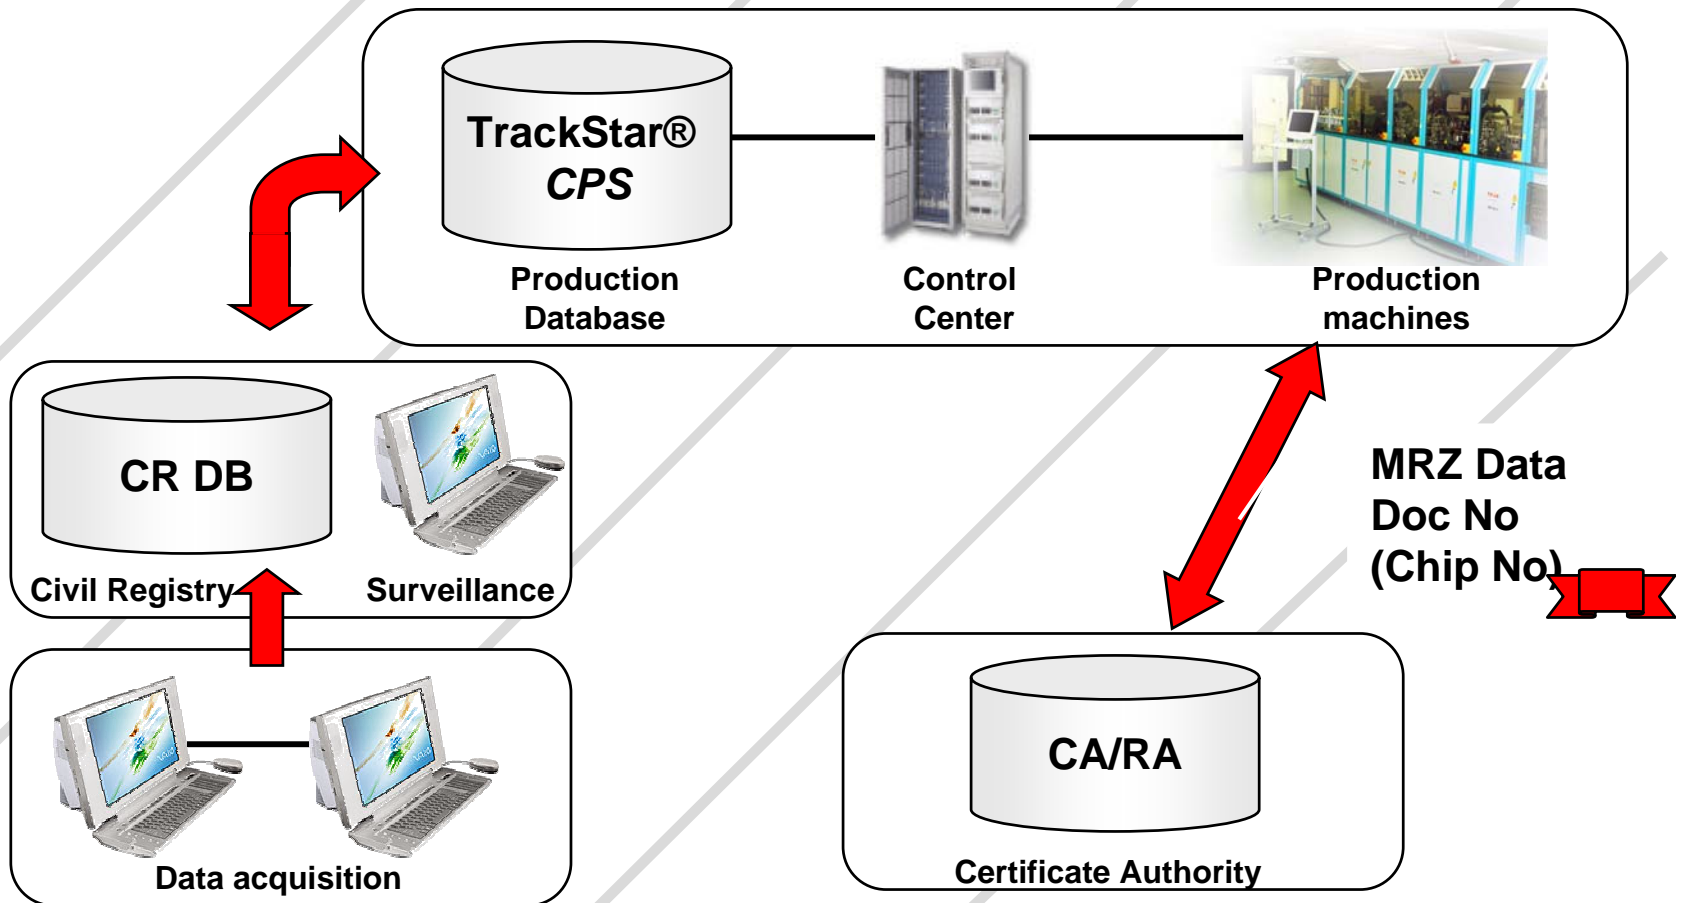 TrackStar®
CPS
Production
Database
Control
Center
Production
machines
CR DB
Civil Registry
Surveillance
MRZ Data
Doc No
(Chip No)
Data acquisition
CA/RA
Certificate Authority